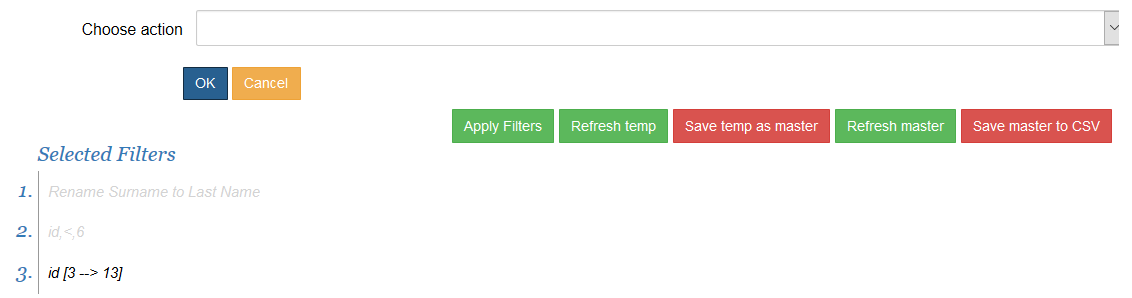 Choose action
OK Cancel
Apply Filters Refresh temp Save temp as master Refresh master Save master to CSV
Selected Filters
1. Rename Surname to Last Name
2. id,<,6
3. id [3 --> 13]